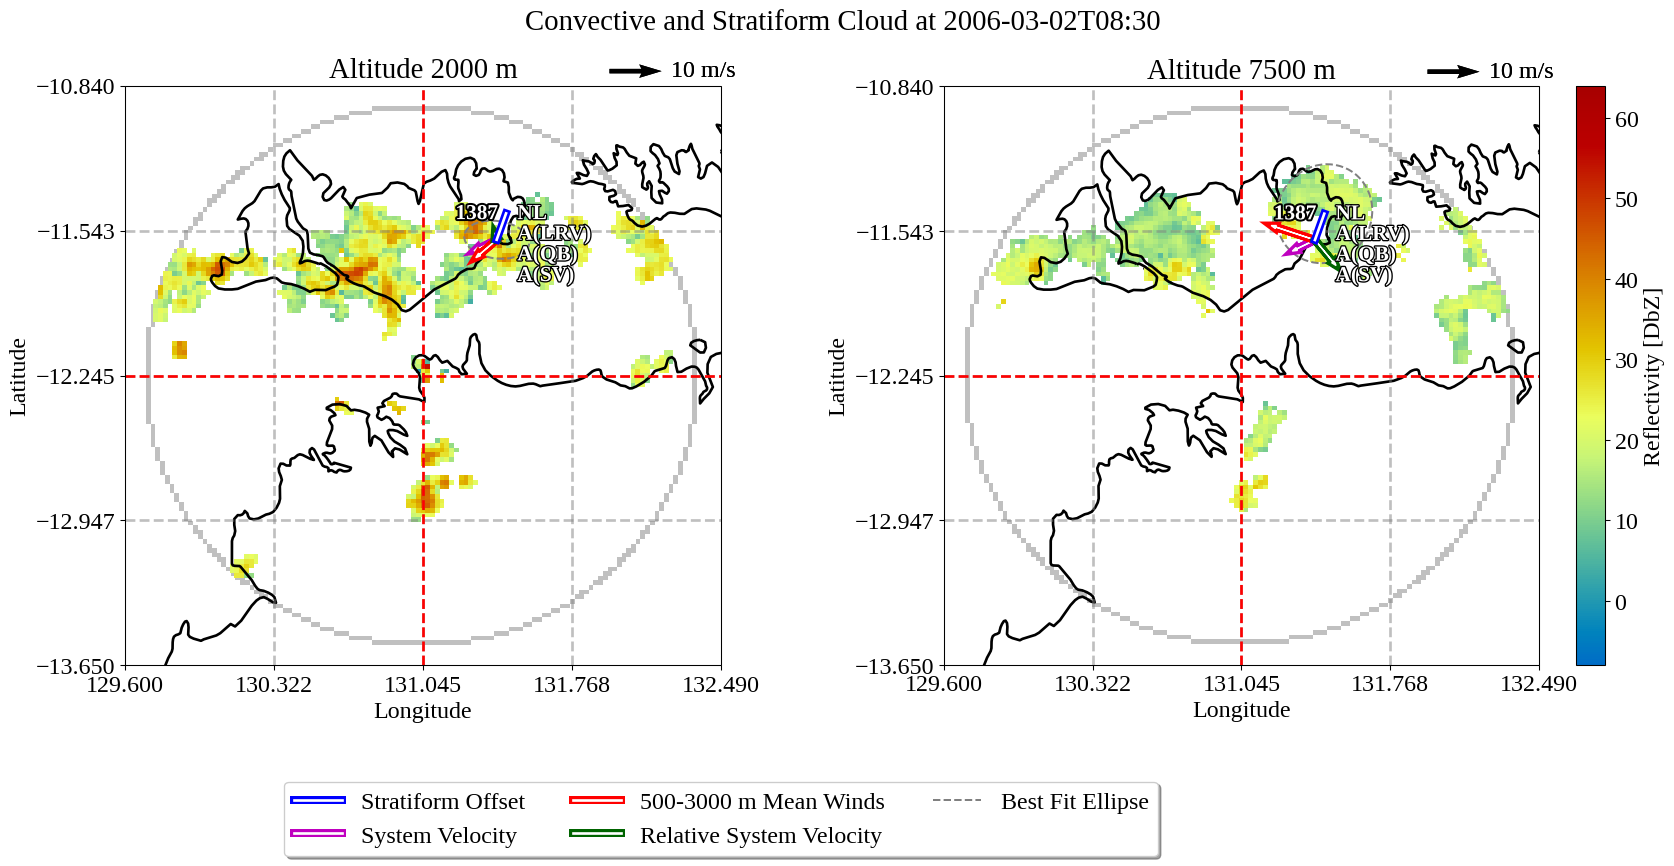 Convective and Stratiform Cloud at 2006-03-02T08:30
Altitude 2000 m
10 m/s
−10.840
−11.543
−12.245
−12.947
−13.650
129.600
130.322
131.045
131.768
132.490
Latitude
Longitude
1387
NL
A(LRV)
A(QB)
A(SV)
Altitude 7500 m
10 m/s
−10.840
−11.543
−12.245
−12.947
−13.650
129.600
130.322
131.045
131.768
132.490
Latitude
Longitude
1387
NL
A(LRV)
A(QB)
A(SV)
60
50
40
30
20
10
0
Reflectivity [DbZ]
Stratiform Offset
System Velocity
500-3000 m Mean Winds
Relative System Velocity
Best Fit Ellipse